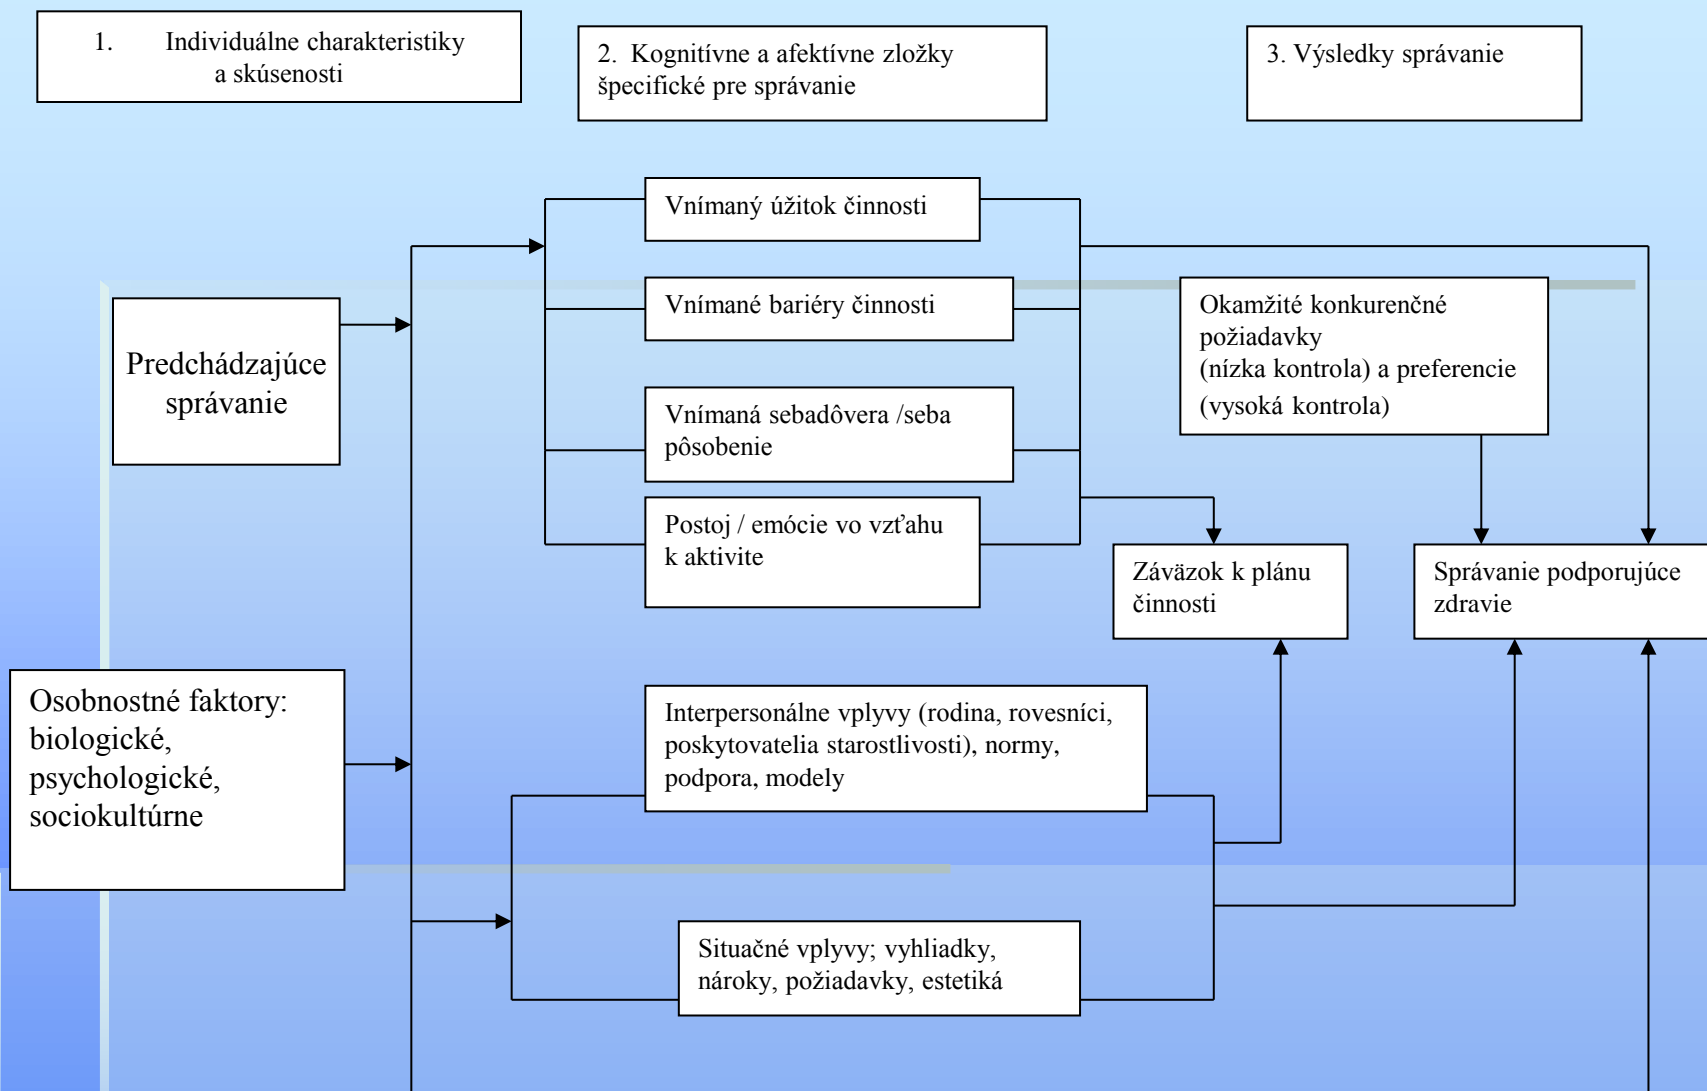 1. Individuálne charakteristiky
a skúsenosti
2. Kognitívne a afektívne zložky
špecifické pre správanie
3. Výsledky správanie
Vnímaný úžitok činnosti
Vnímané bariéry činnosti
Okamžité konkurenčné
požiadavky
(nízka kontrola) a preferencie
(vysoká kontrola)
Predchádzajúce
správanie
Vnímaná sebadôvera /seba
pôsobenie
Postoj / emócie vo vzťahu
k aktivite
Záväzok k plánu
činnosti
Správanie podporujúce
zdravie
Osobnostné faktory:
biologické,
psychologické,
sociokultúrne
Interpersonálne vplyvy (rodina, rovesníci,
poskytovatelia starostlivosti), normy,
podpora, modely
Situačné vplyvy; vyhliadky,
nároky, požiadavky, estetiká